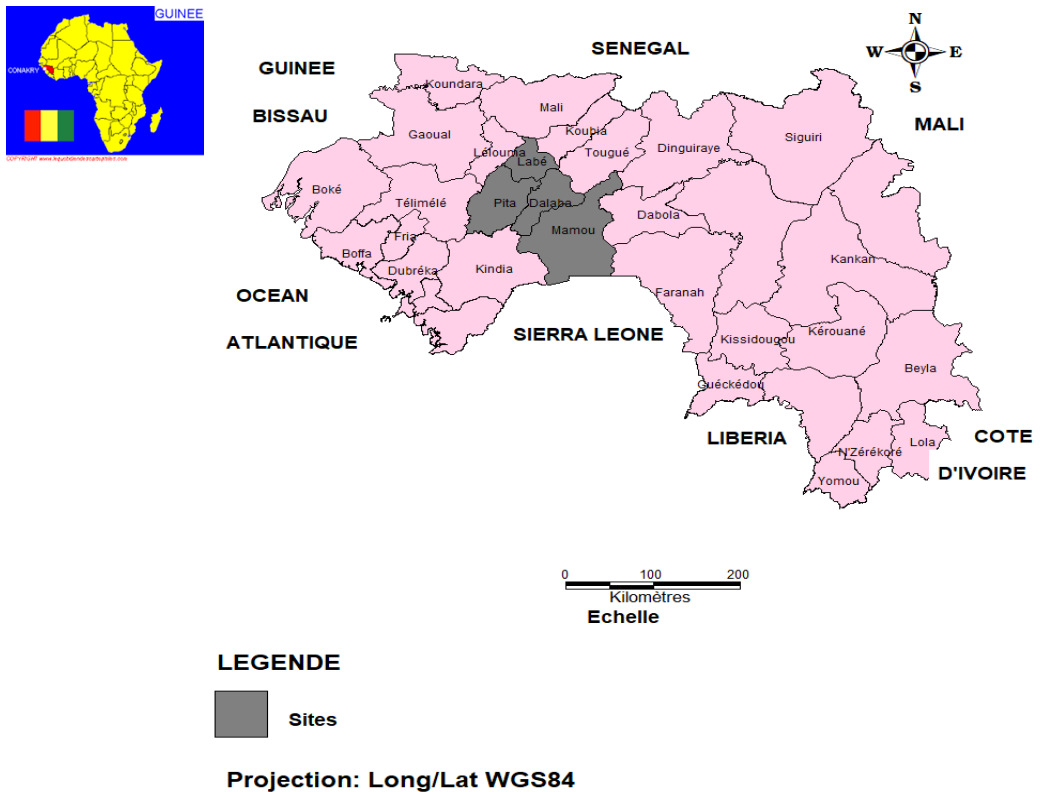 GUINEE
CONAKRY
N
W E
S
SENEGAL
GUINEE
BISSAU
MALI
Koundara
Mali
Gaoual
Koubia
Siguiri
Lélouma
Tougué
Dinguiraye
Labé
Boké
Télimélé
Pita
Dalaba
Dabola
Mamou
Fria
Boffa
Kankan
Dubréka
Kindia
OCEAN
ATLANTIQUE
Faranah
SIERRA LEONE
Kissidougou
Kérouané
Beyla
Guéckédou
LIBERIA
Lola
COTE
D'IVOIRE
N'Zérékoré
Yomou
0 100 200
Kilomètres
Echelle
LEGENDE
Sites
Projection: Long/Lat WGS84